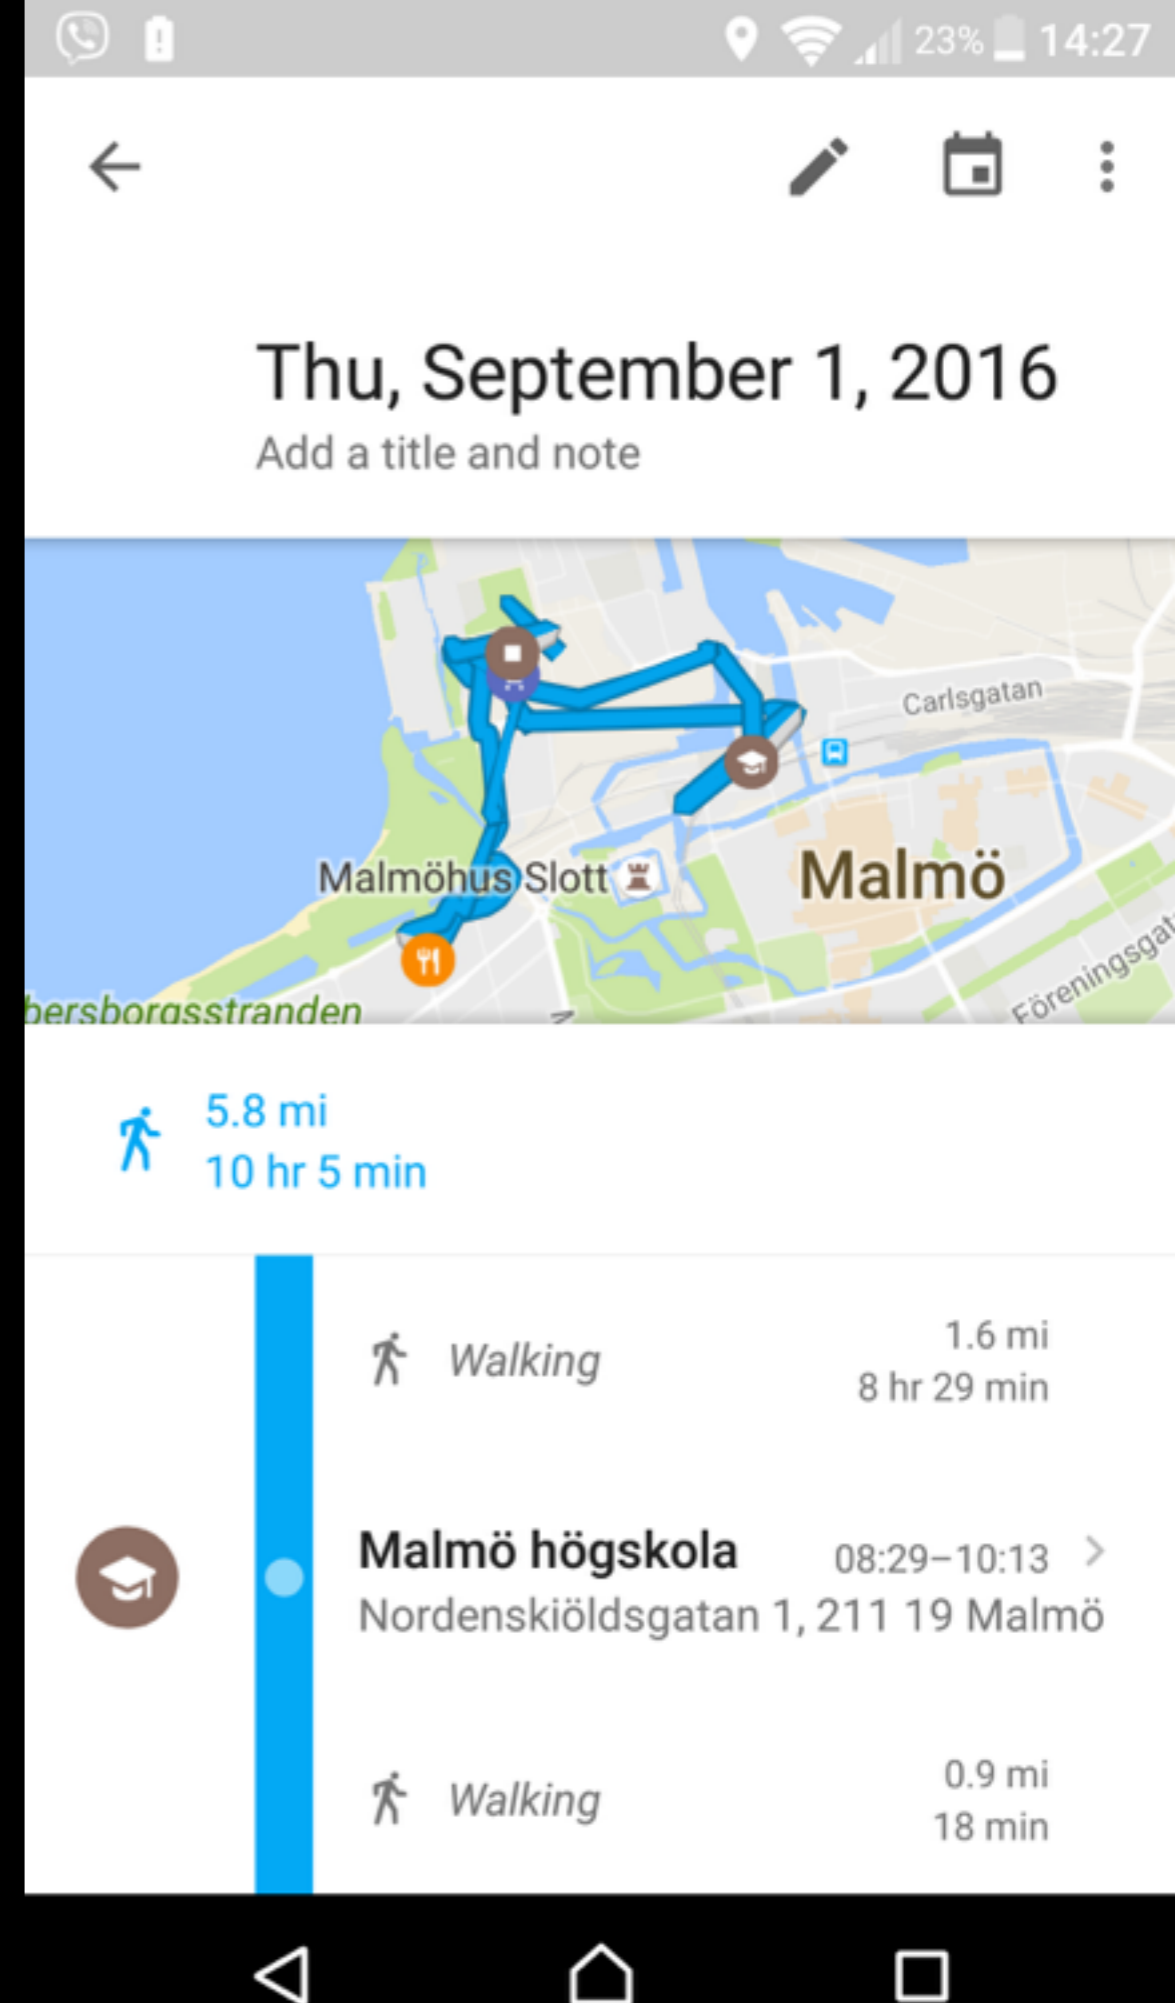 23% 14:27
Thu, September 1, 2016
Add a title and note
Carlsgatan
Malmöhus Slott
Malmö
Föreningsgat
bersborgsstranden
5.8 mi
10 hr 5 min
Walking 1.6 mi
8 hr 29 min
Malmö högskola 08:29–10:13
Nordenskiöldsgatan 1, 211 19 Malmö
Walking 0.9 mi
18 min